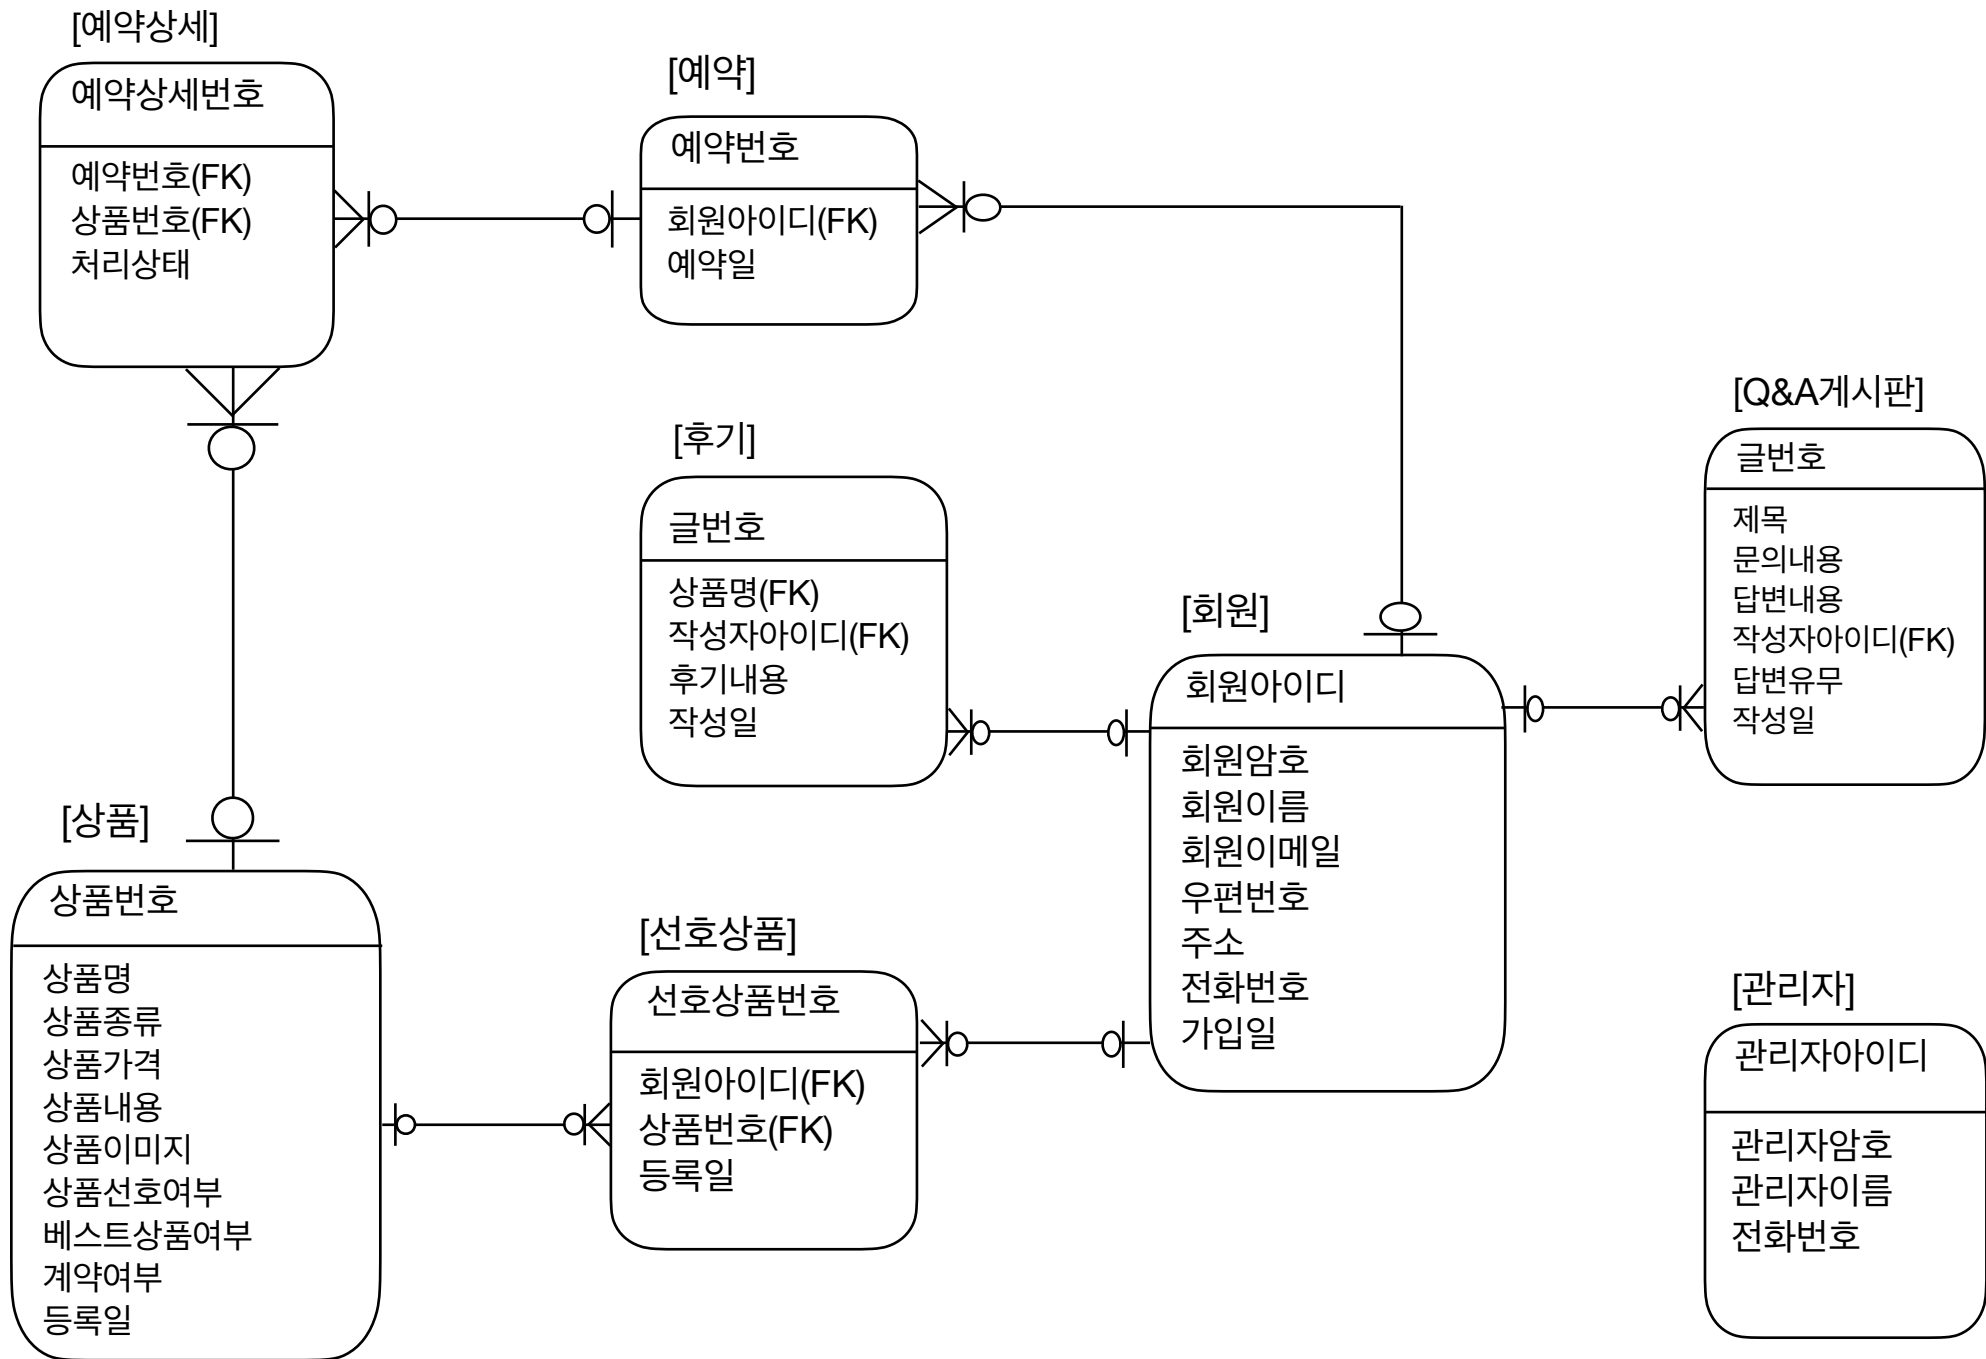 [예약상세]
예약상세번호
예약번호(FK)
상품번호(FK)
처리상태
[예약]
예약번호
회원아이디(FK)
예약일
[후기]
글번호
상품명(FK)
작성자아이디(FK)
후기내용
작성일
[Q&A게시판]
글번호
제목
문의내용
답변내용
작성자아이디(FK)
답변유무
작성일
[회원]
회원아이디
회원암호
회원이름
회원이메일
우편번호
주소
전화번호
가입일
[상품]
상품번호
상품명
상품종류
상품가격
상품내용
상품이미지
상품선호여부
베스트상품여부
계약여부
등록일
[선호상품]
선호상품번호
회원아이디(FK)
상품번호(FK)
등록일
[관리자]
관리자아이디
관리자암호
관리자이름
전화번호